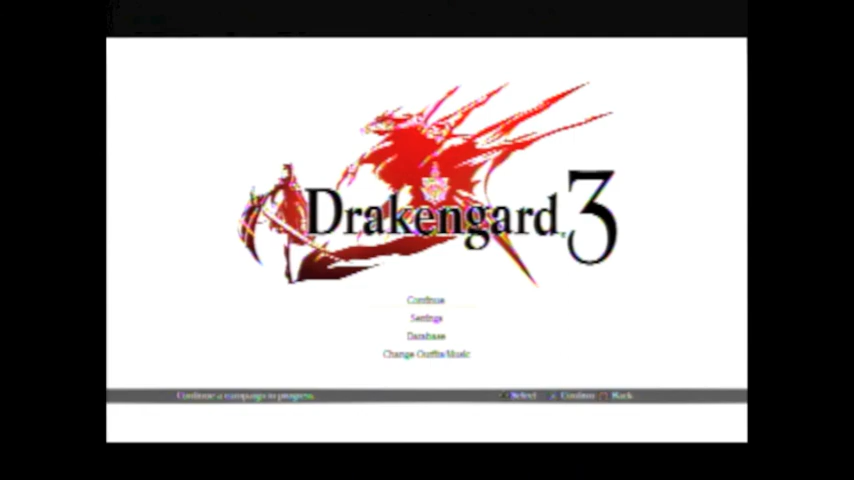 Drakengard 3
Continue
Settings
Database
Change Outfits/Music
Continue a campaign in progress.
Select Confirm Back